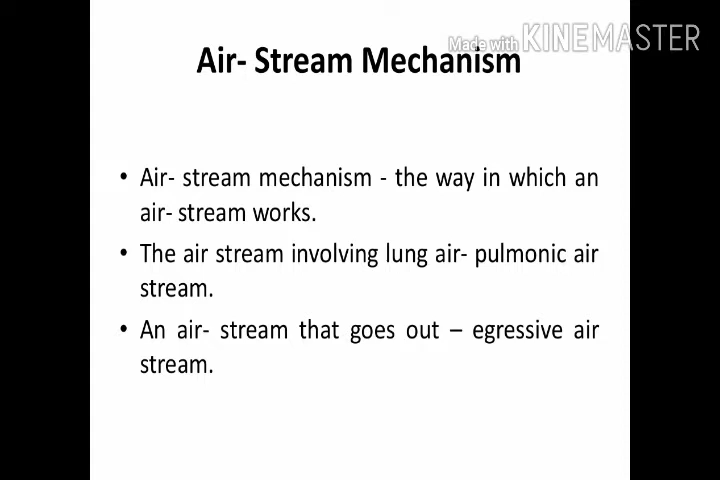 Made with KINEMASTER
Air- Stream Mechanism
• Air- stream mechanism - the way in which an
air- stream works.
• The air stream involving lung air- pulmonic air
stream.
• An air- stream that goes out – egressive air
stream.